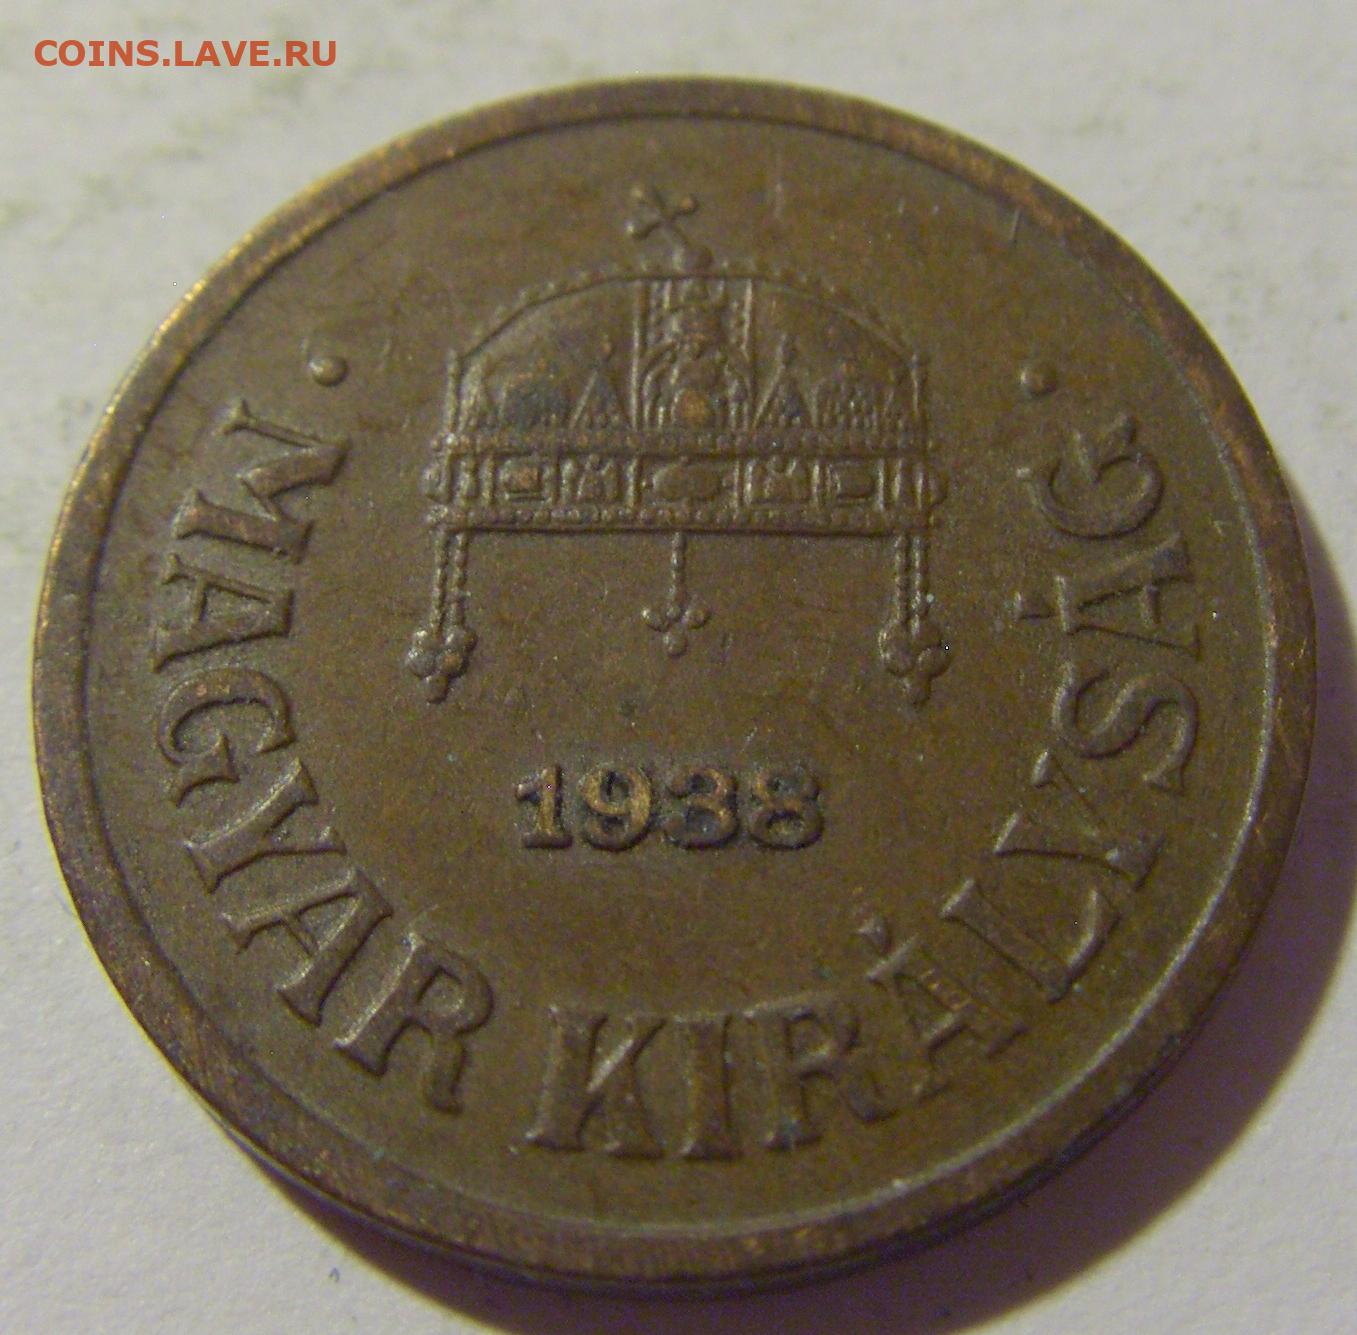 COINS.LAVE.RU
· MAGYAR KIRÁLYSÁG ·
1938